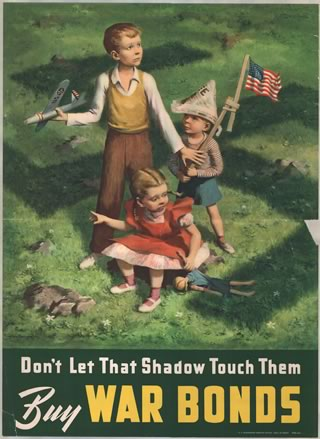 Don't Let That Shadow Touch Them
Buy WAR BONDS